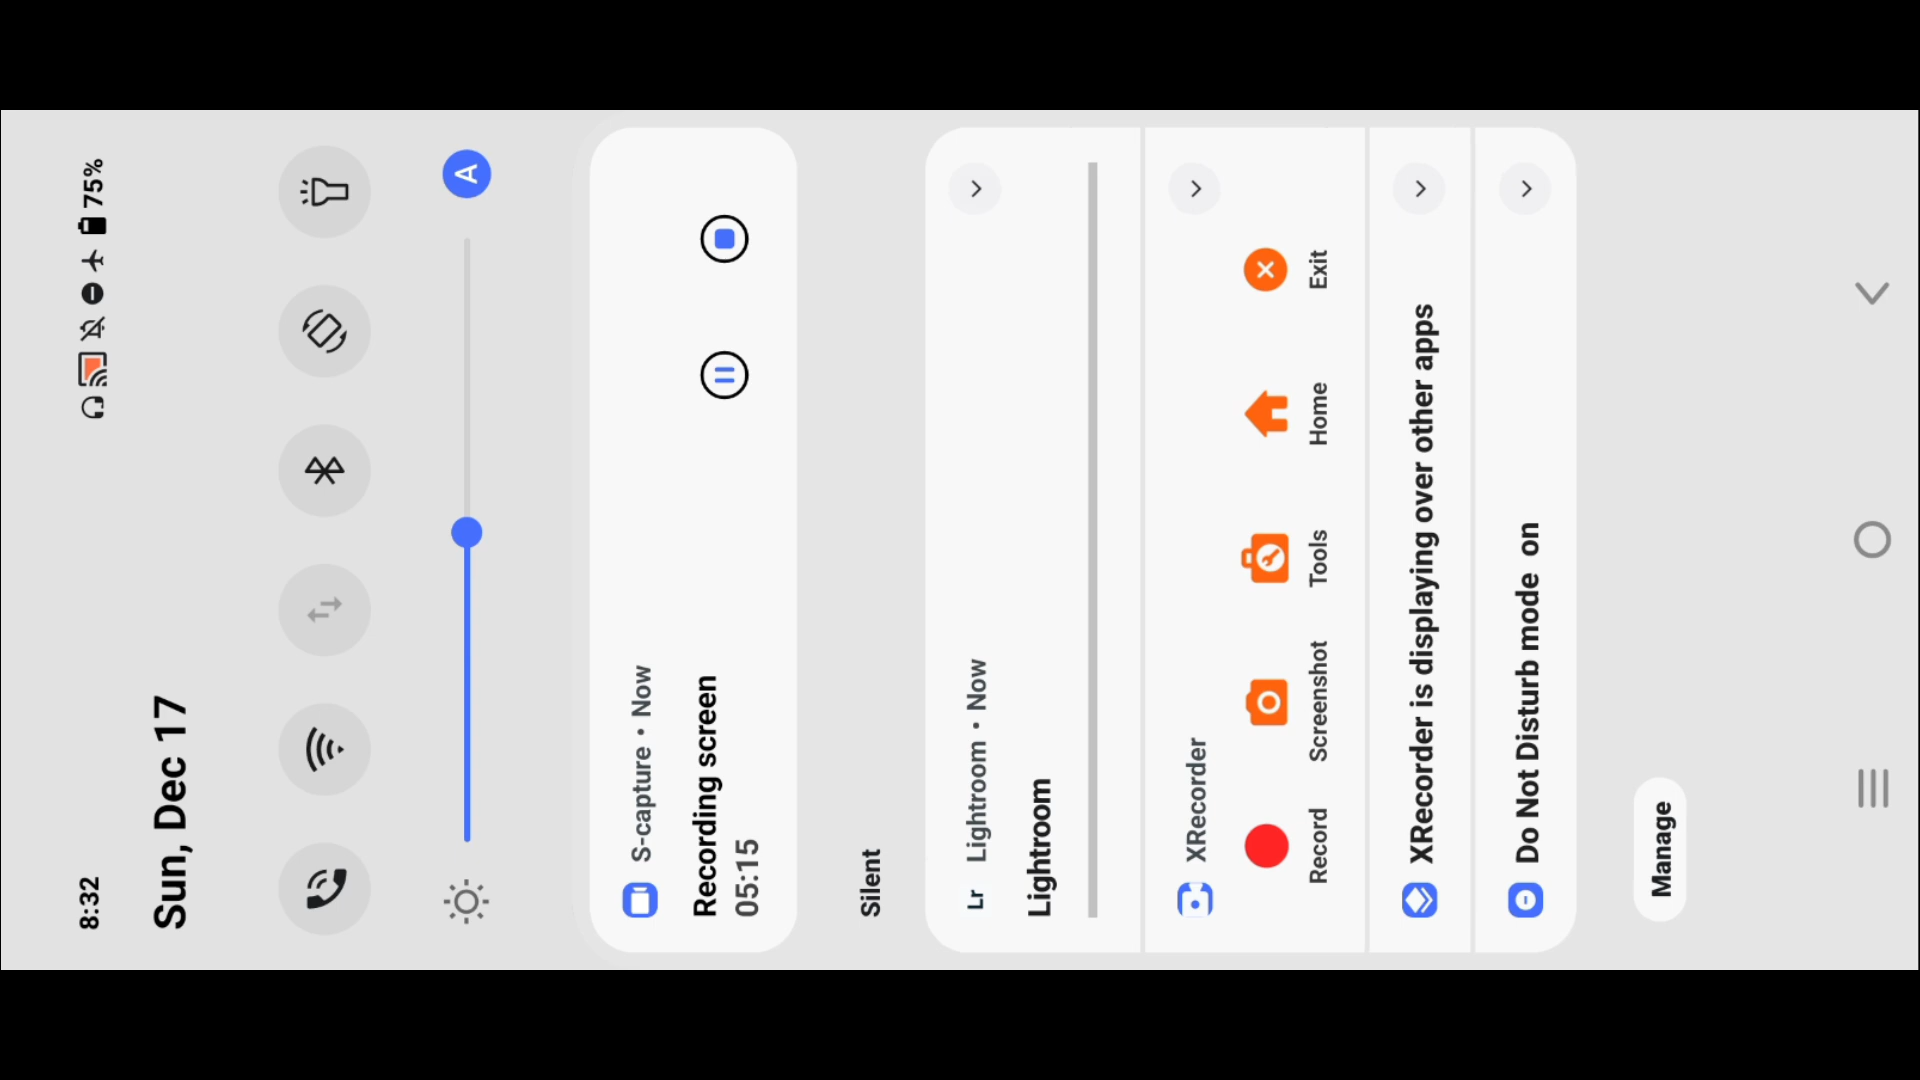 8:32
75%
Sun, Dec 17
A
S-capture • Now
Recording screen
05:15
Silent
Lr Lightroom • Now
Lightroom
XRecorder
Record Screenshot Tools Home Exit
XRecorder is displaying over other apps
Do Not Disturb mode on
Manage